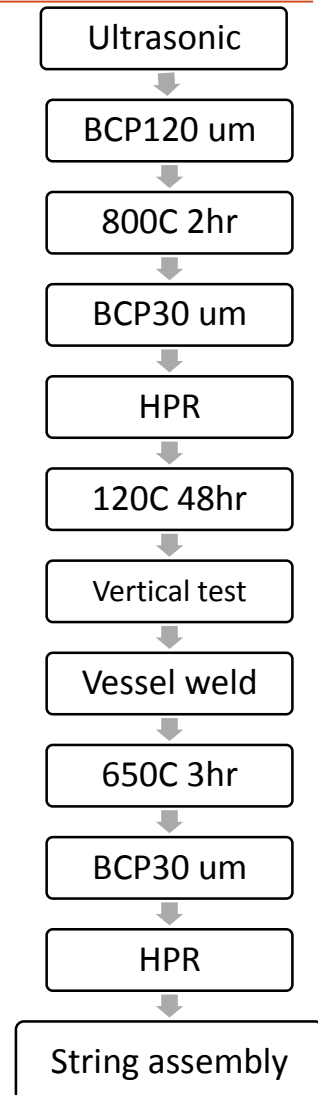 Ultrasonic
BCP120 um
800C 2hr
BCP30 um
HPR
120C 48hr
Vertical test
Vessel weld
650C 3hr
BCP30 um
HPR
String assembly